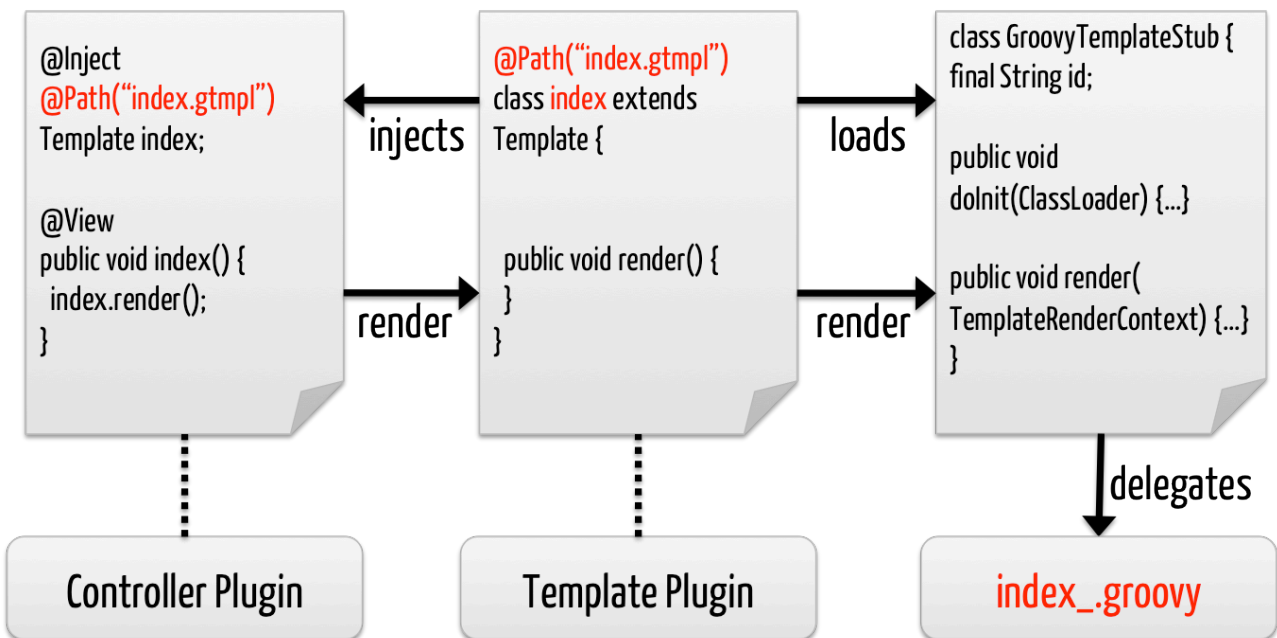 @Inject
@Path(“index.gtmpl”)
Template index;
@View
public void index() {
index.render();
}
injects
render
@Path(“index.gtmpl”)
class index extends
Template {
public void render() {
}
}
loads
render
class GroovyTemplateStub {
final String id;
public void
doInit(ClassLoader) {...}
public void render(
TemplateRenderContext) {...}
}
delegates
Controller Plugin
Template Plugin
index_.groovy